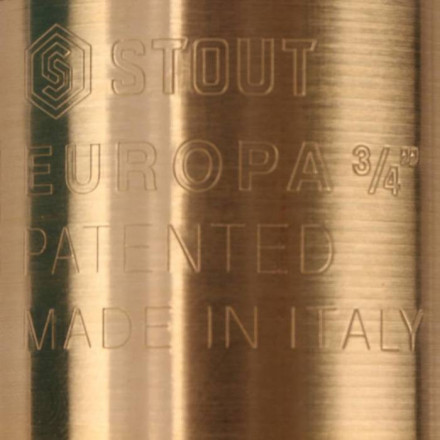 S STOUT
EUROPA 3/4"
PATENTED
MADE IN ITALY